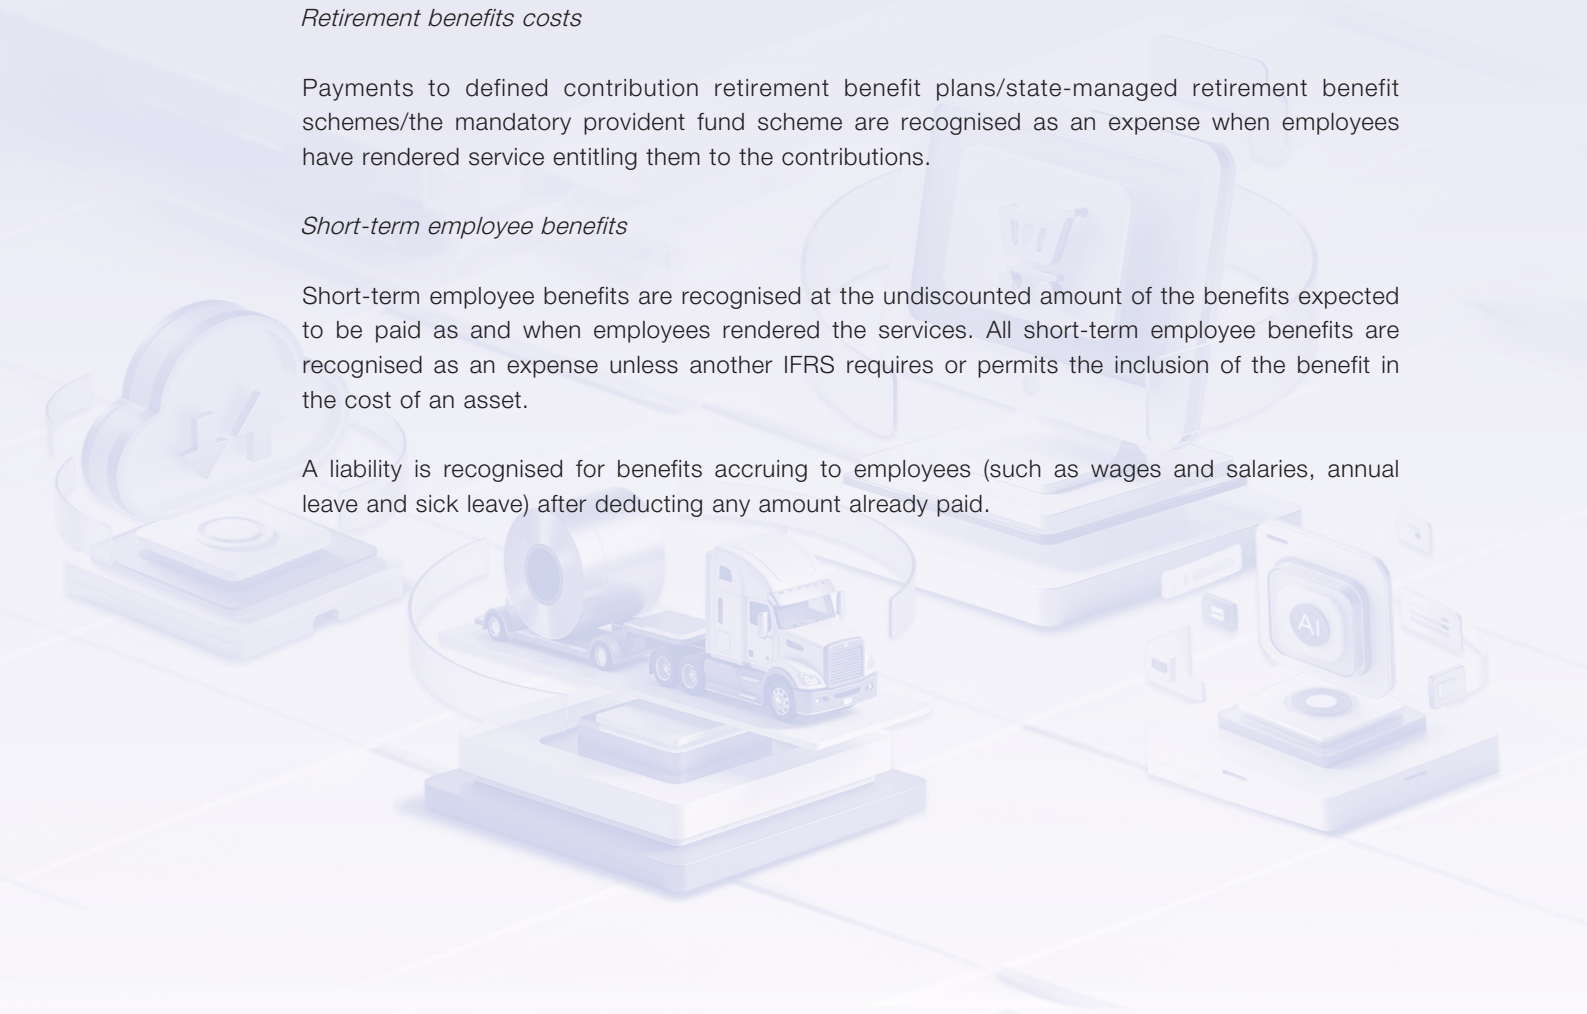 Retirement benefits costs
Payments to defined contribution retirement benefit plans/state-managed retirement benefit
schemes/the mandatory provident fund scheme are recognised as an expense when employees
have rendered service entitling them to the contributions.
Short-term employee benefits
Short-term employee benefits are recognised at the undiscounted amount of the benefits expected
to be paid as and when employees rendered the services. All short-term employee benefits are
recognised as an expense unless another IFRS requires or permits the inclusion of the benefit in
the cost of an asset.
A liability is recognised for benefits accruing to employees (such as wages and salaries, annual
leave and sick leave) after deducting any amount already paid.
AI